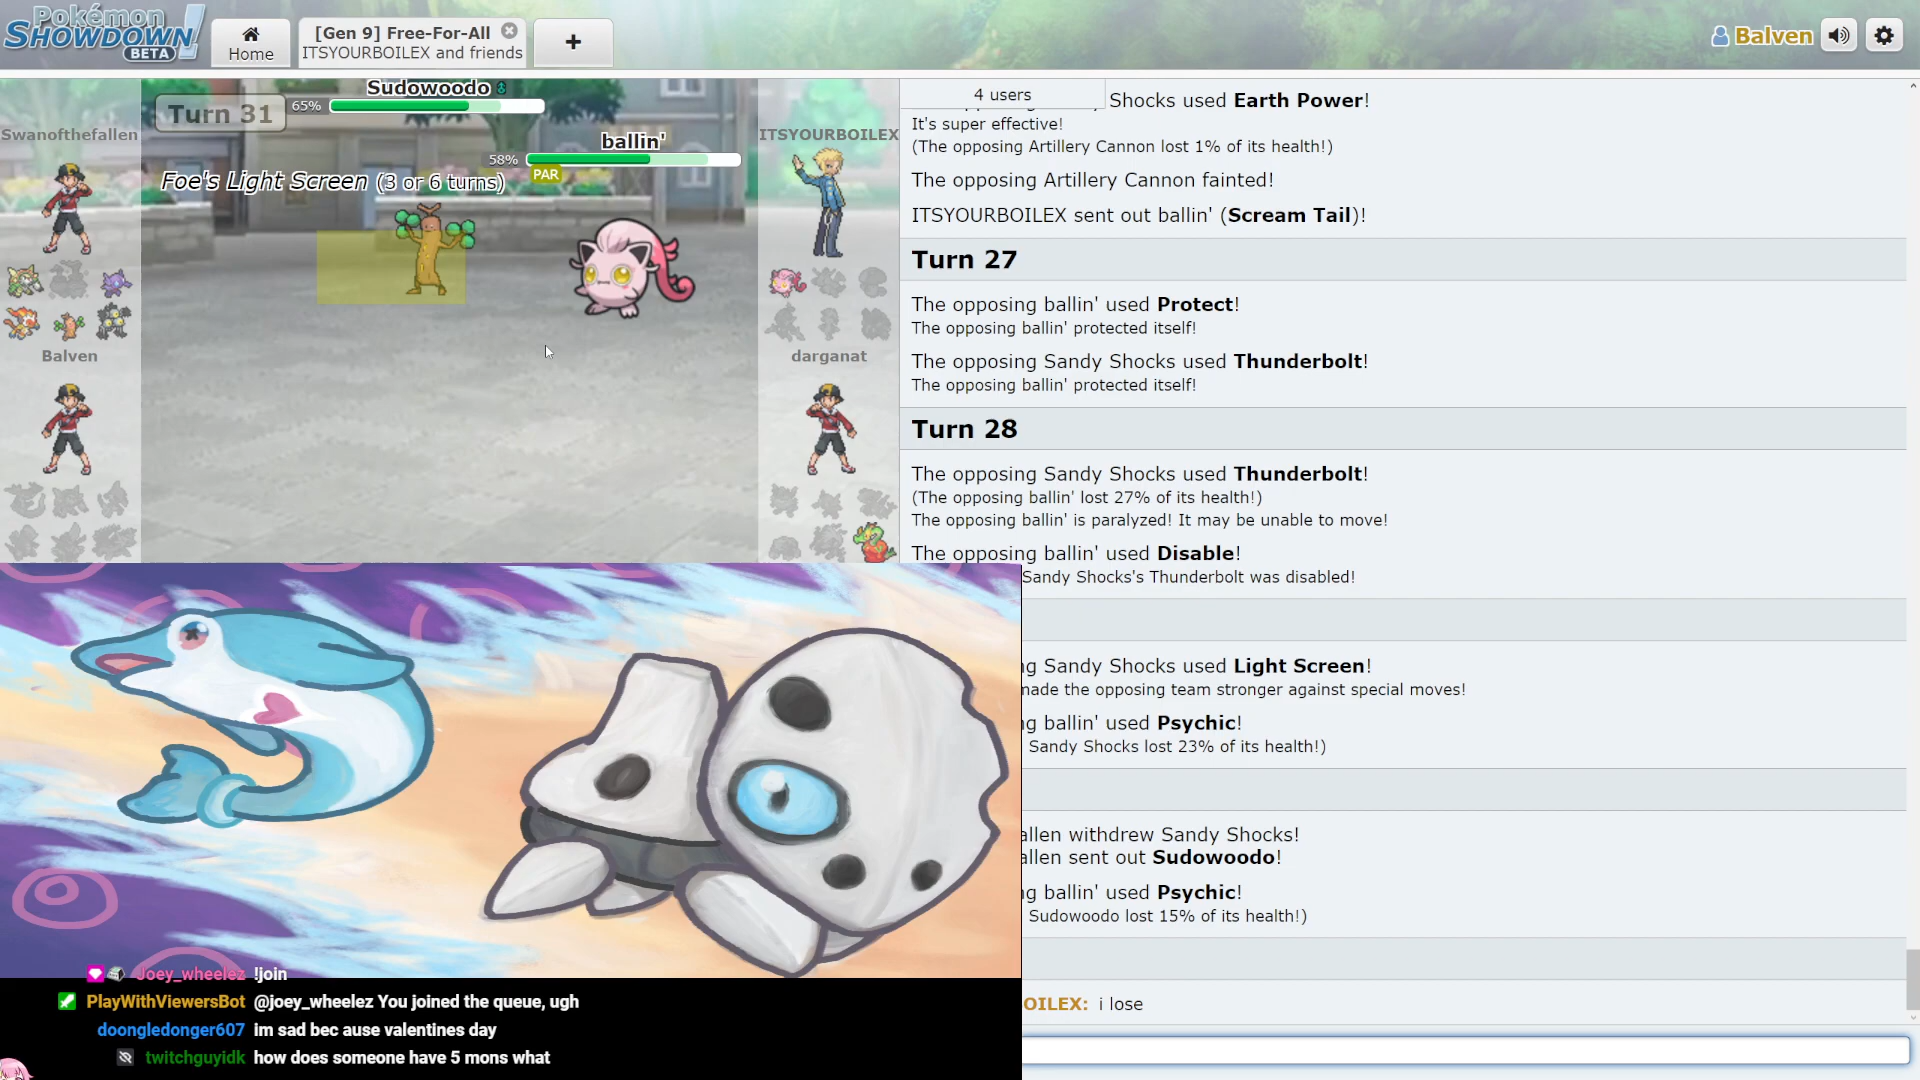 Pokémon
SHOWDOWN!
BETA
Home
[Gen 9] Free-For-All
ITSYOURBOILEX and friends
+
Balven
Swanofthefallen
Turn 31
65%
Sudowoodo
58%
ballin'
PAR
Foe's Light Screen (3 or 6 turns)
ITSYOURBOILEX
Balven
darganat
4 users
Shocks used Earth Power!
It's super effective!
(The opposing Artillery Cannon lost 1% of its health!)
The opposing Artillery Cannon fainted!
ITSYOURBOILEX sent out ballin' (Scream Tail)!
Turn 27
The opposing ballin' used Protect!
The opposing ballin' protected itself!
The opposing Sandy Shocks used Thunderbolt!
The opposing ballin' protected itself!
Turn 28
The opposing Sandy Shocks used Thunderbolt!
(The opposing ballin' lost 27% of its health!)
The opposing ballin' is paralyzed! It may be unable to move!
The opposing ballin' used Disable!
Sandy Shocks's Thunderbolt was disabled!
g Sandy Shocks used Light Screen!
made the opposing team stronger against special moves!
g ballin' used Psychic!
Sandy Shocks lost 23% of its health!)
allen withdrew Sandy Shocks!
allen sent out Sudowoodo!
g ballin' used Psychic!
Sudowoodo lost 15% of its health!)
OILEX: i lose
Joey_wheelez !join
PlayWithViewersBot @joey_wheelez You joined the queue, ugh
doongledonger607 im sad bec ause valentines day
twitchguyidk how does someone have 5 mons what